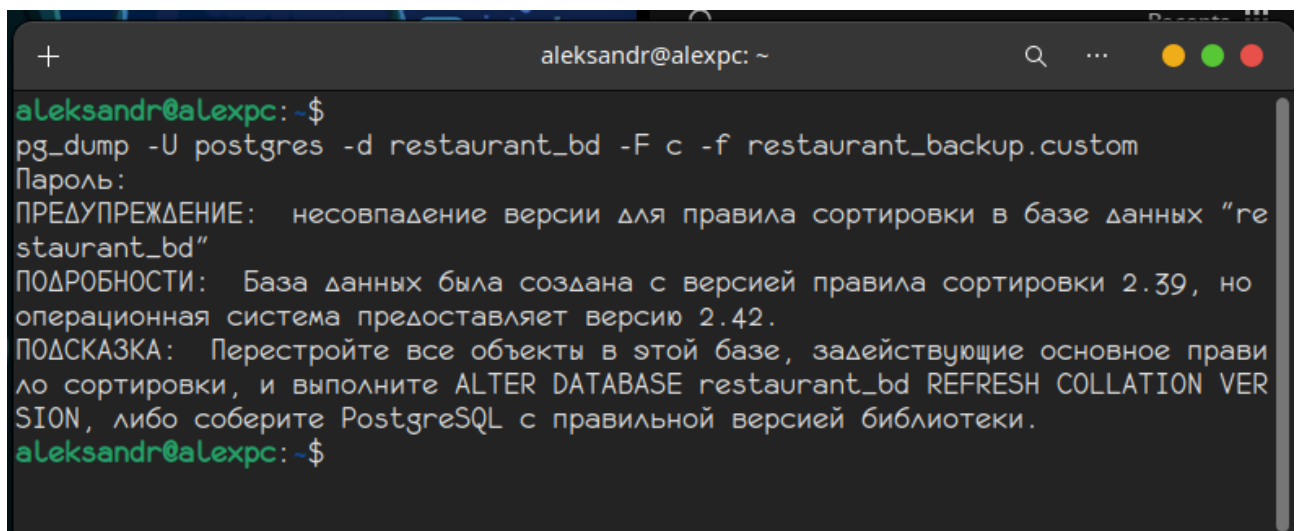 aleksandr@alexpc: ~
aleksandr@alexpc:~$
pg_dump -U postgres -d restaurant_bd -F c -f restaurant_backup.custom
Пароль:
ПРЕДУПРЕЖДЕНИЕ:  несовпадение версии для правила сортировки в базе данных "re
staurant_bd"
ПОДРОБНОСТИ:  База данных была создана с версией правила сортировки 2.39, но
операционная система предоставляет версию 2.42.
ПОДСКАЗКА:  Перестройте все объекты в этой базе, задействующие основное прави
ло сортировки, и выполните ALTER DATABASE restaurant_bd REFRESH COLLATION VER
SION, либо соберите PostgreSQL с правильной версией библиотеки.
aleksandr@alexpc:~$